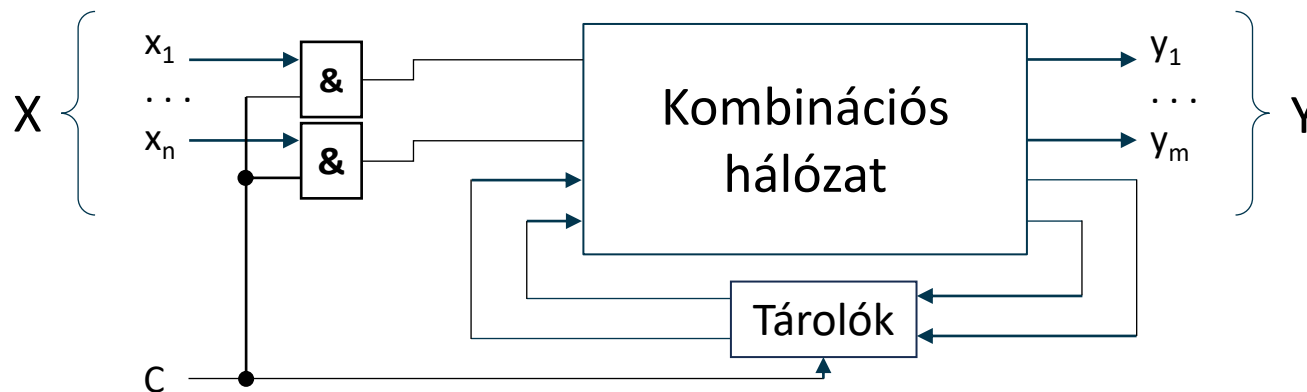 X
x₁
. . .
xₙ
&
&
Kombinációs
hálózat
y₁
. . .
yₘ
Y
Tárolók
C